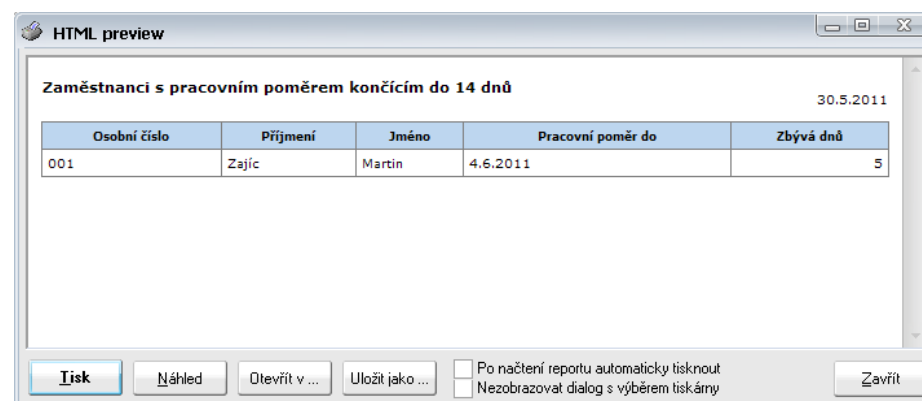 HTML preview
Zaměstnanci s pracovním poměrem končícím do 14 dnů
30.5.2011
Osobní číslo Příjmení Jméno Pracovní poměr do Zbývá dnů
001 Zajíc Martin 4.6.2011 5
Tisk Náhled Otevřít v ... Uložit jako ... Po načtení reportu automaticky tisknout
Nezobrazovat dialog s výběrem tiskárny Zavřít